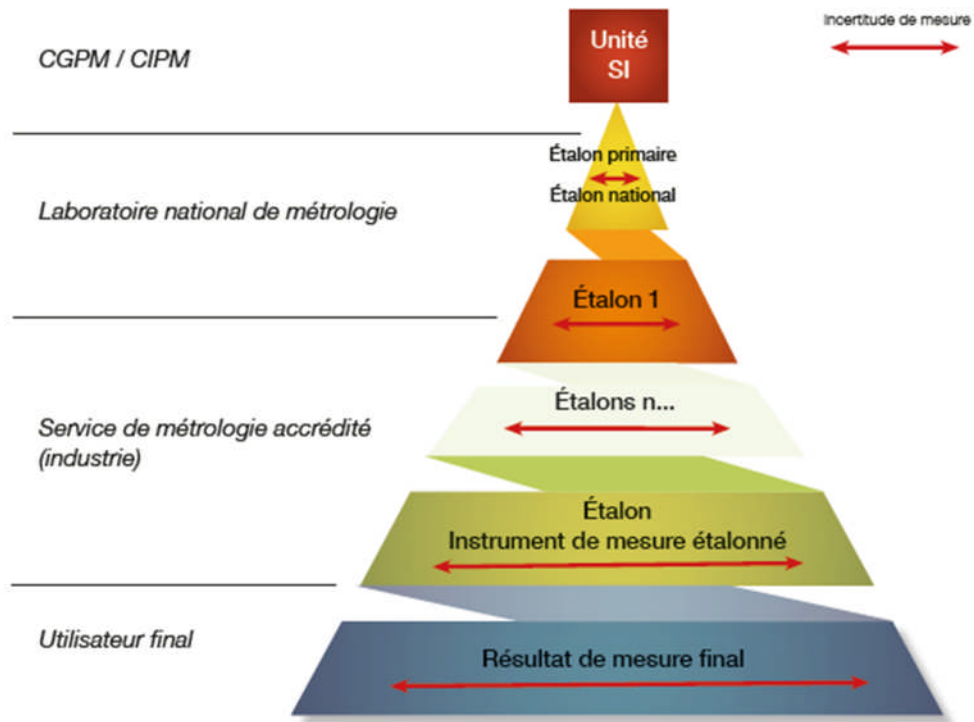 Incertitude de mesure
CGPM / CIPM
Unité
SI
Laboratoire national de métrologie
Étalon primaire
Étalon national
Étalon 1
Service de métrologie accrédité
(industrie)
Étalons n...
Étalon
Instrument de mesure étalonné
Utilisateur final
Résultat de mesure final